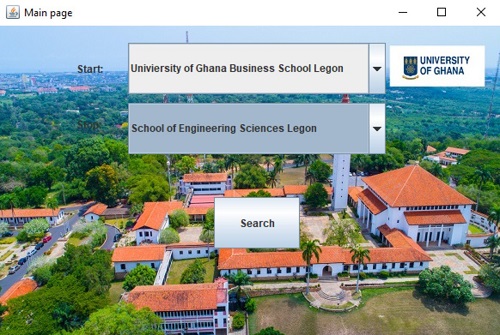 Main page
Start:
Univiersity of Ghana Business School Legon
UNIVERSITY
OF GHANA
School of Engineering Sciences Legon
Search